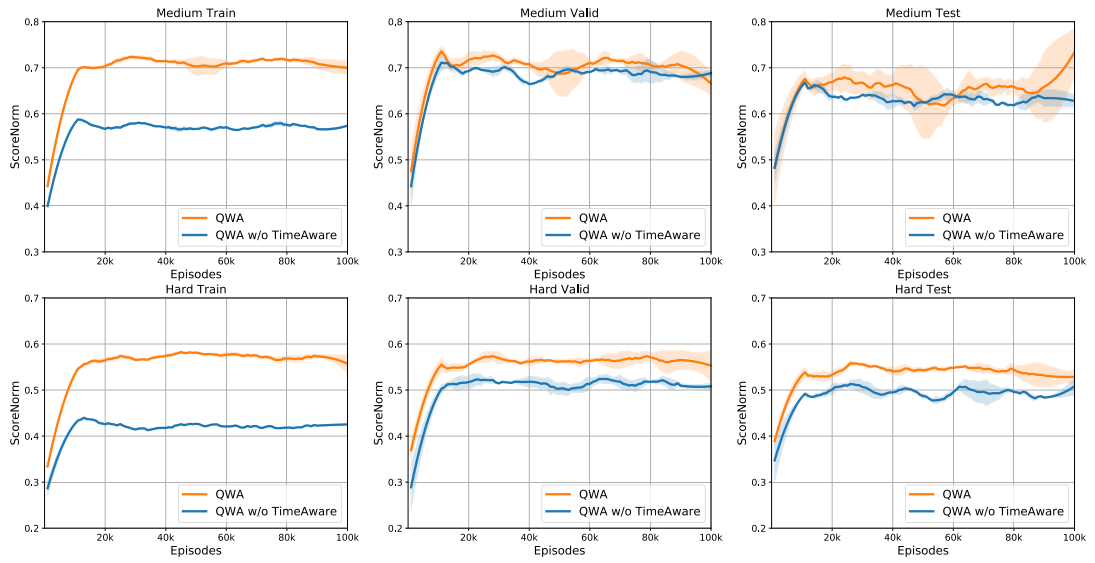 Medium Train
0.8
0.7
0.6
0.5
0.4
0.3
ScoreNorm
QWA
QWA w/o TimeAware
20k 40k 60k 80k 100k
Episodes
Medium Valid
0.8
0.7
0.6
0.5
0.4
0.3
ScoreNorm
QWA
QWA w/o TimeAware
20k 40k 60k 80k 100k
Episodes
Medium Test
0.8
0.7
0.6
0.5
0.4
0.3
ScoreNorm
QWA
QWA w/o TimeAware
20k 40k 60k 80k 100k
Episodes
Hard Train
0.7
0.6
0.5
0.4
0.3
0.2
ScoreNorm
QWA
QWA w/o TimeAware
20k 40k 60k 80k 100k
Episodes
Hard Valid
0.7
0.6
0.5
0.4
0.3
0.2
ScoreNorm
QWA
QWA w/o TimeAware
20k 40k 60k 80k 100k
Episodes
Hard Test
0.7
0.6
0.5
0.4
0.3
0.2
ScoreNorm
QWA
QWA w/o TimeAware
20k 40k 60k 80k 100k
Episodes